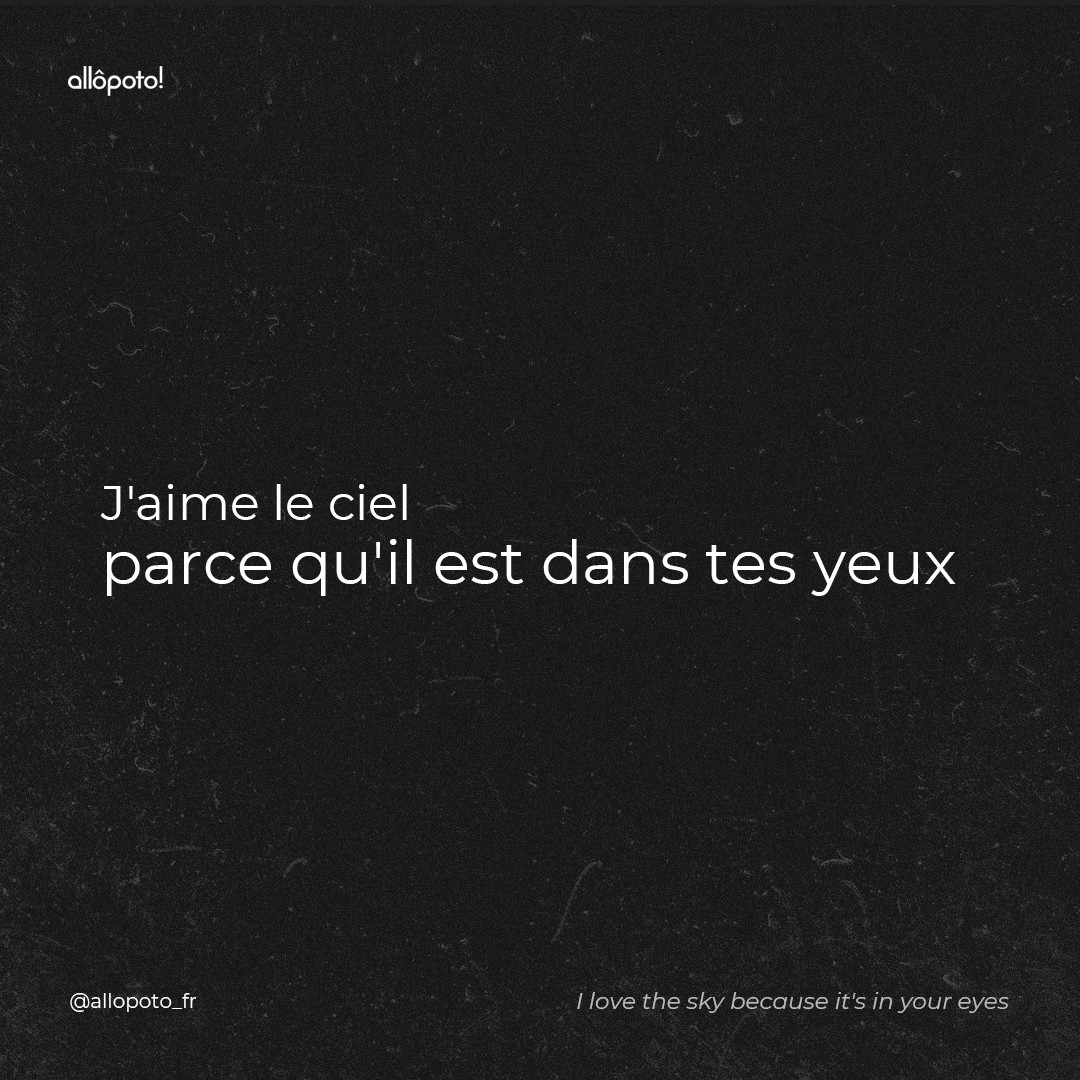 allôpoto!
J'aime le ciel
parce qu'il est dans tes yeux
@allopoto_fr
I love the sky because it's in your eyes